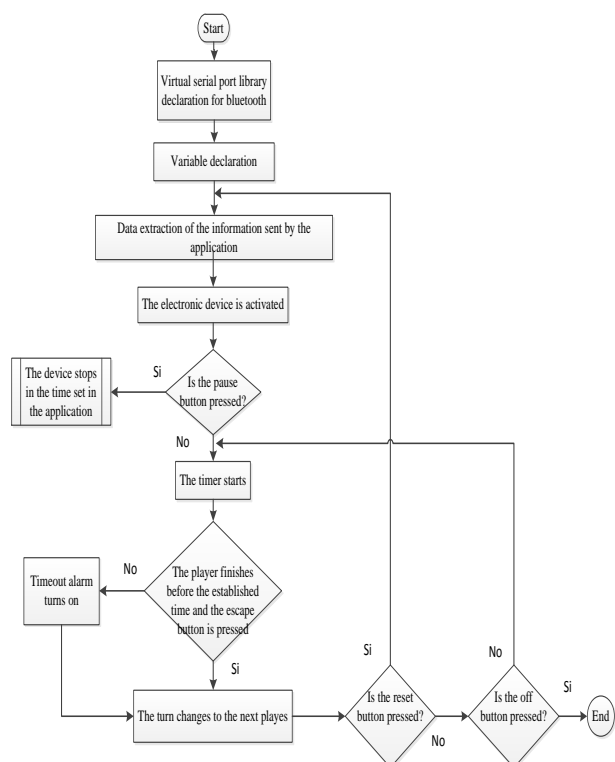 Start
Virtual serial port library
declaration for bluetooth
Variable declaration
Data extraction of the information sent by the
application
The electronic device is activated
Si
Is the pause
button pressed?
The device stops
in the time set in
the application
No
The timer starts
No
The player finishes
before the established
time and the escape
button is pressed
Timeout alarm
turns on
Si
The turn changes to the next playes
Si
Is the reset
button pressed?
No
No
Is the off
button pressed?
Si
End